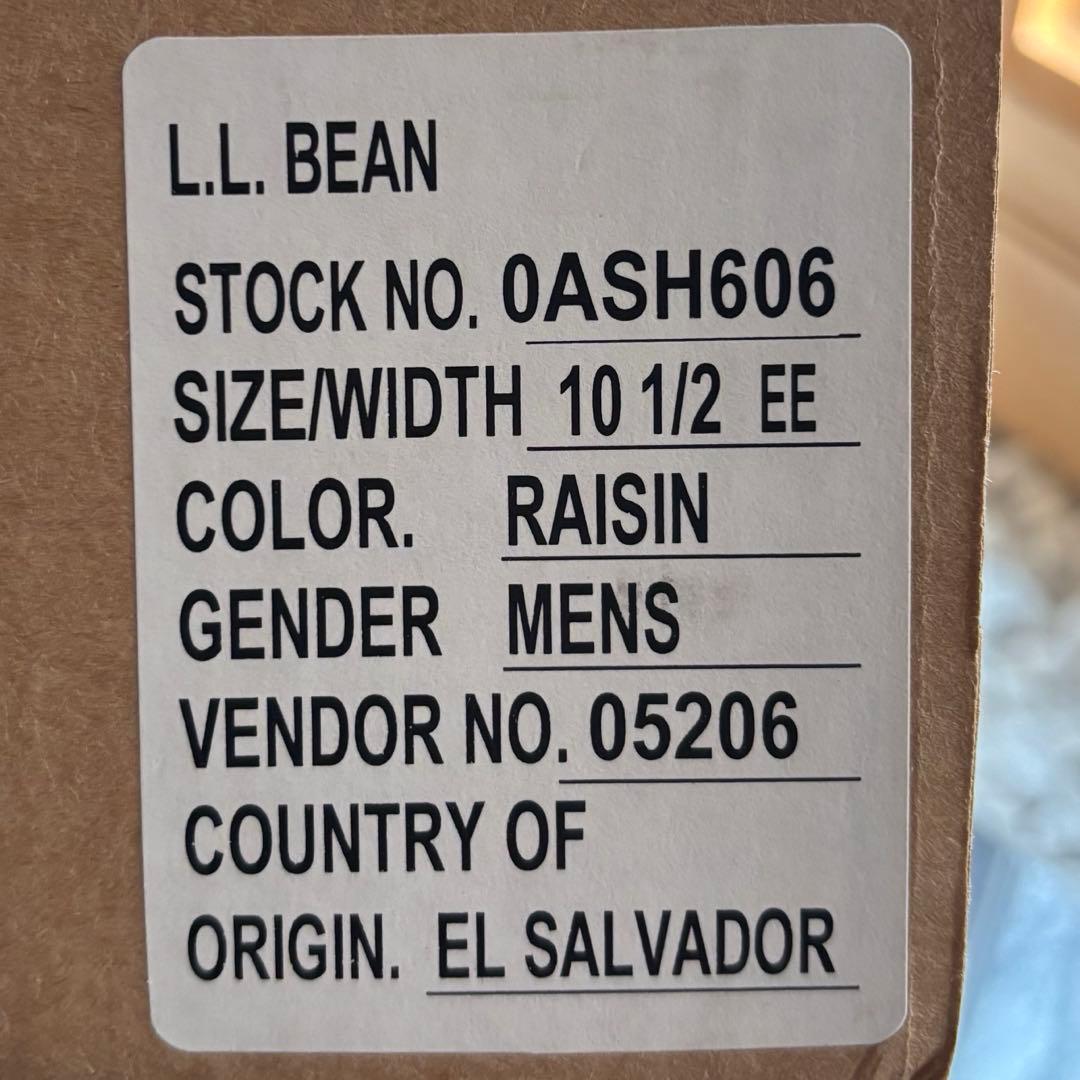 L.L. BEAN
STOCK NO. 0ASH606
SIZE/WIDTH 10 1/2 EE
COLOR. RAISIN
GENDER MENS
VENDOR NO. 05206
COUNTRY OF
ORIGIN. EL SALVADOR